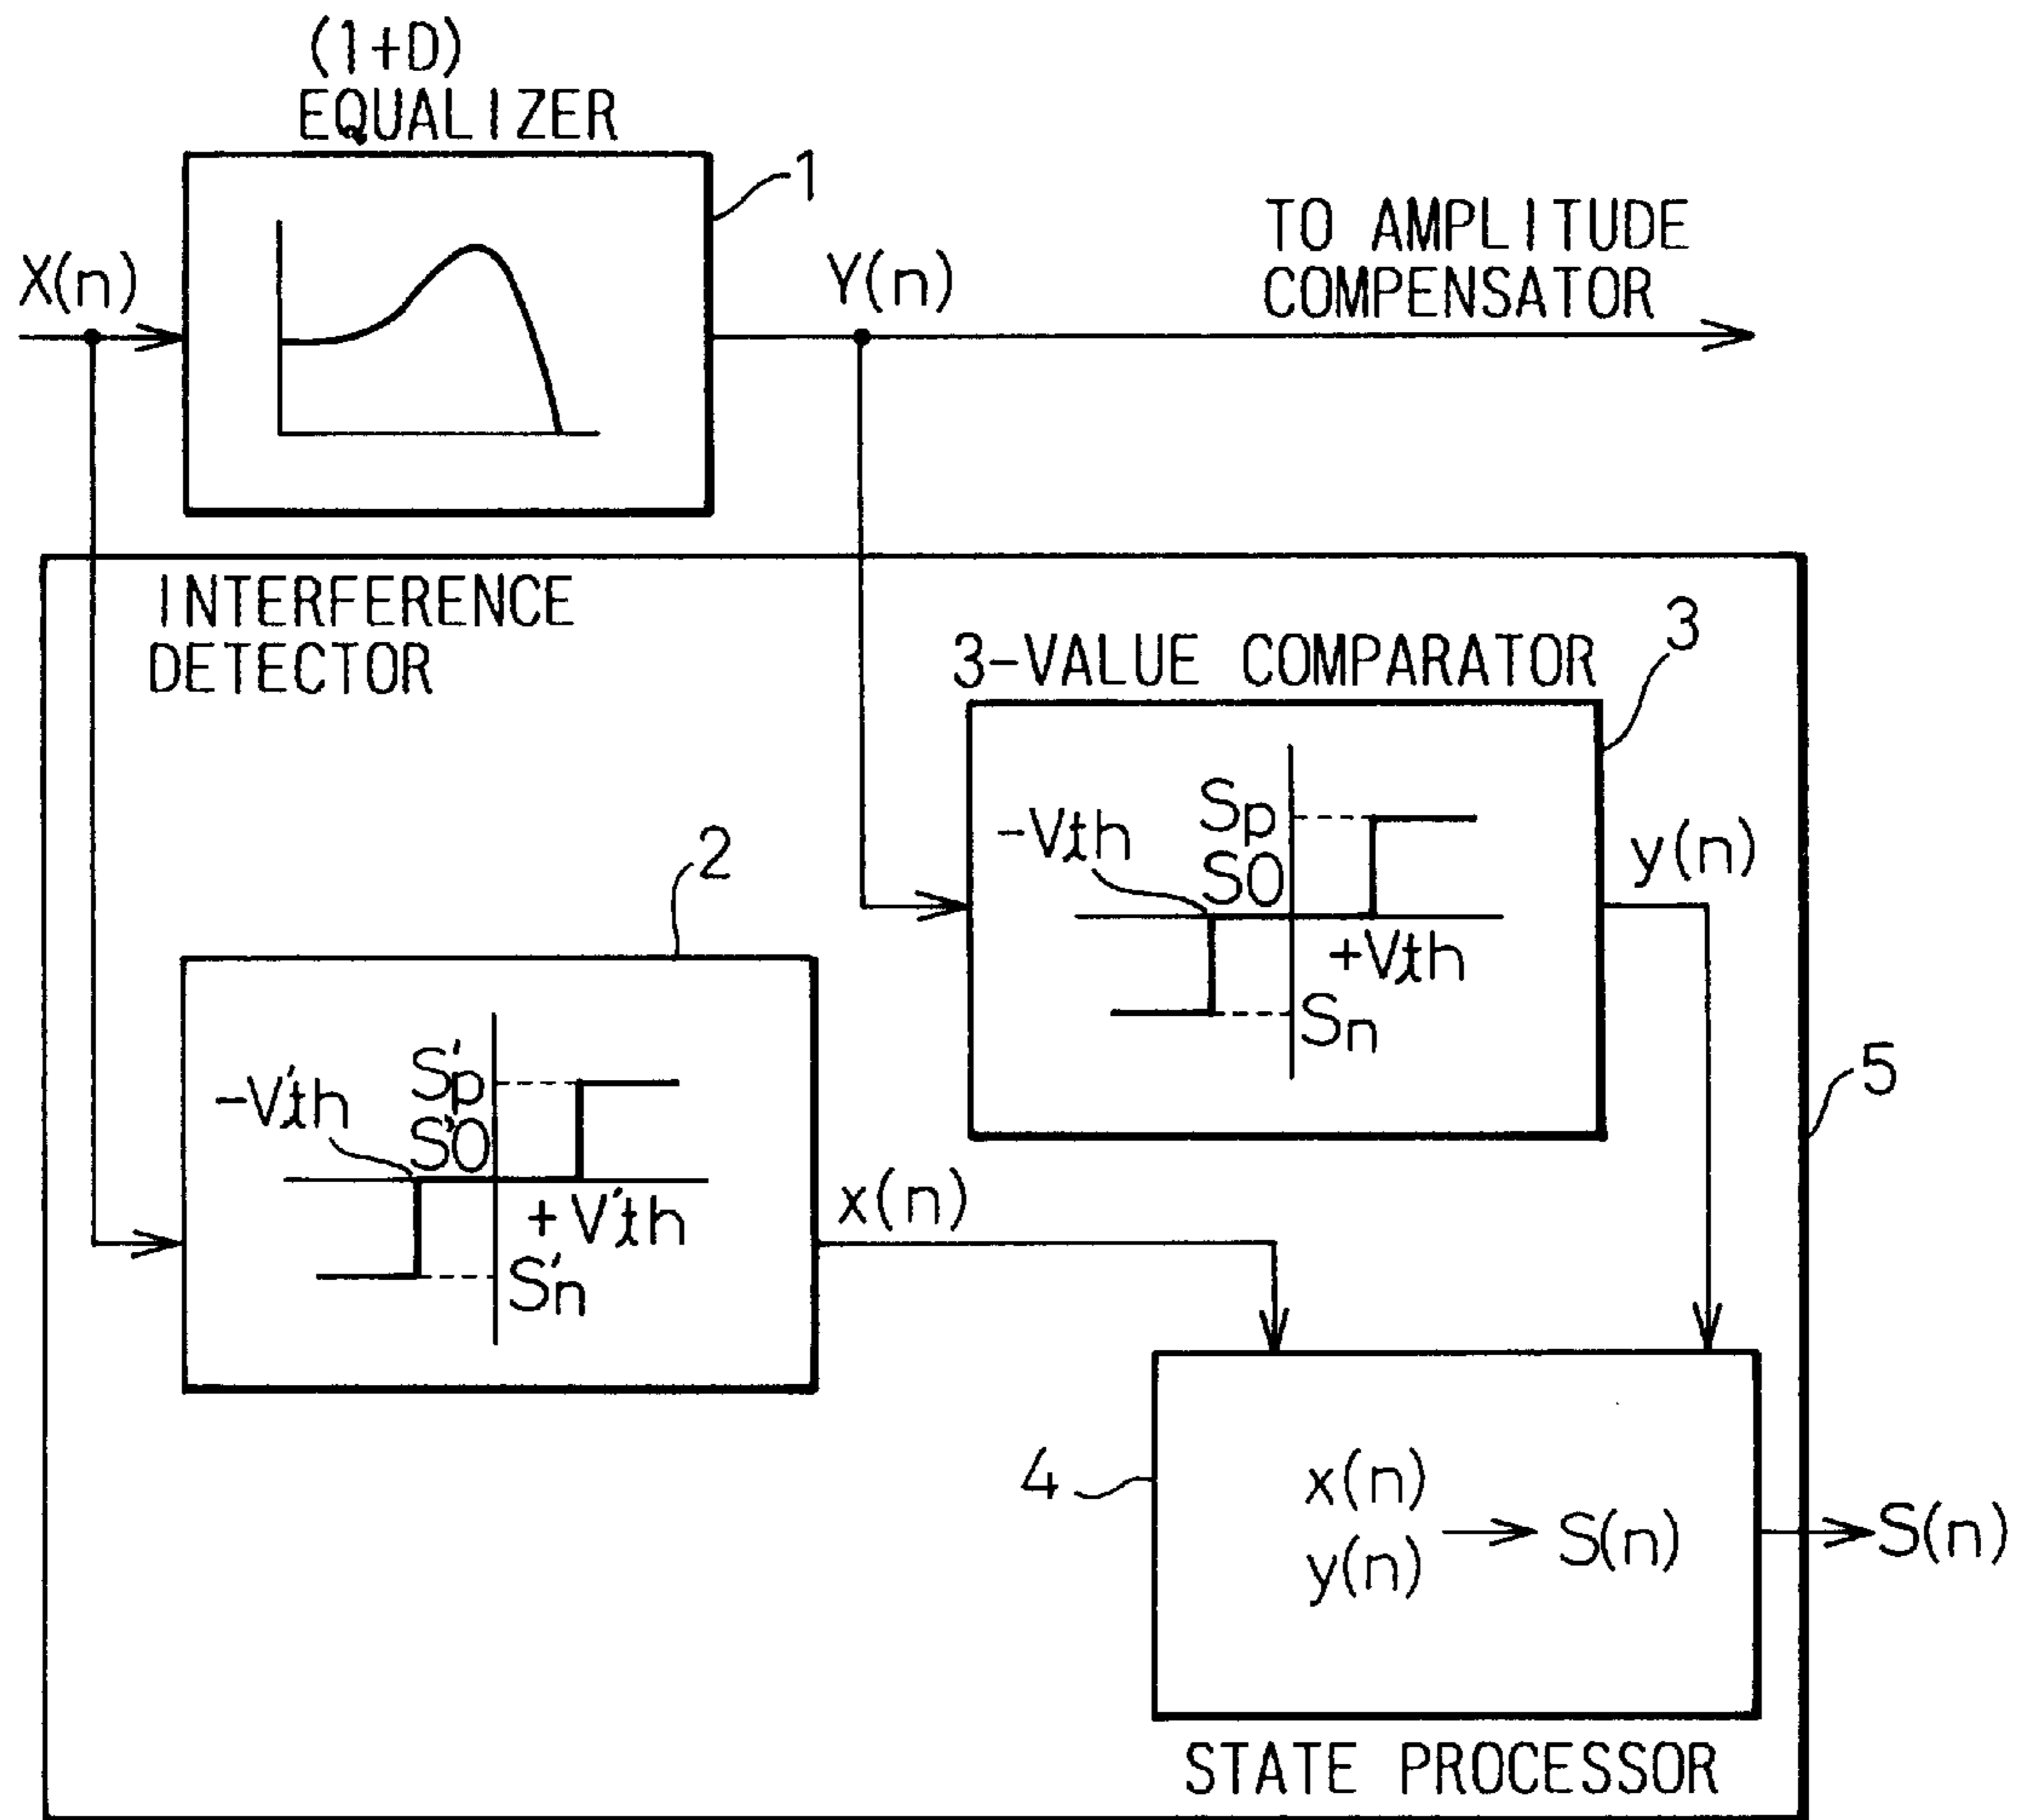 (1+D)
EQUALIZER
1
X(n)
Y(n)
TO AMPLITUDE
COMPENSATOR
INTERFERENCE
DETECTOR
3-VALUE COMPARATOR
3
-Vth
Sp
S0
+Vth
Sn
y(n)
2
-V'th
S'p
S'0
+V'th
S'n
x(n)
5
4
x(n)
y(n)
S(n)
S(n)
STATE PROCESSOR